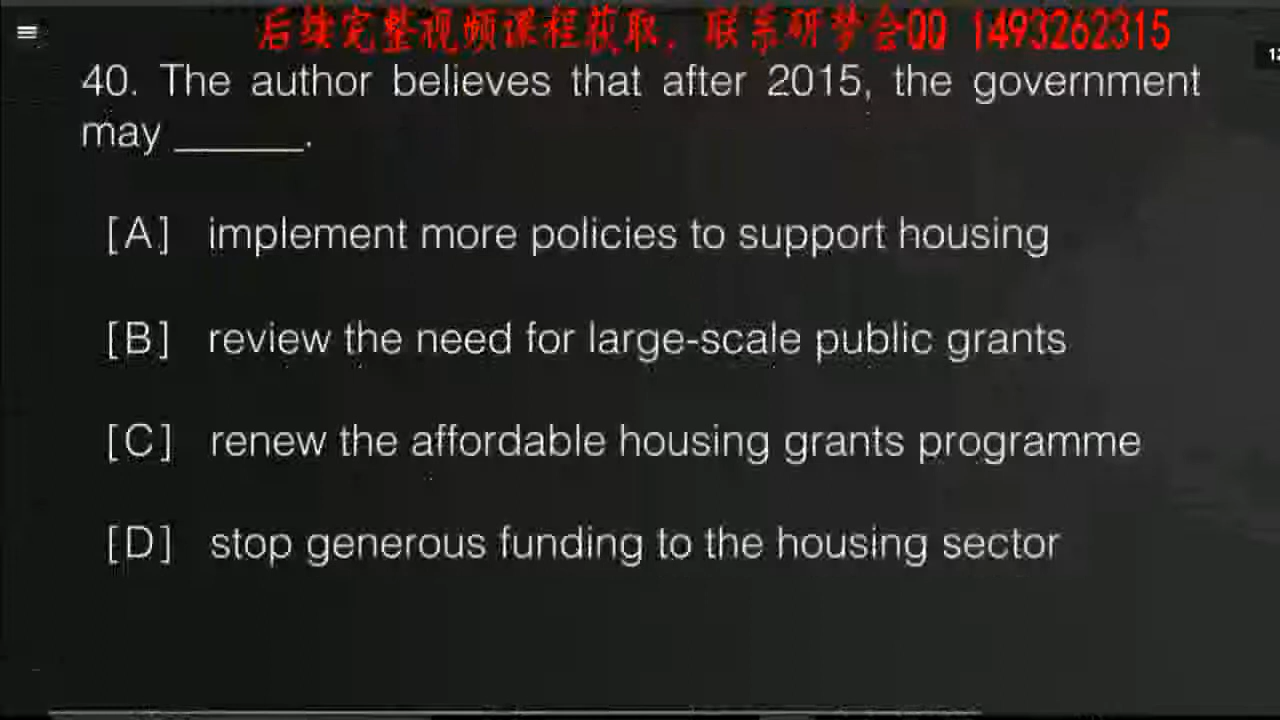 后续完整视频课程获取，联系研梦会QQ 1493262315
40. The author believes that after 2015, the government
may ______.
[A] implement more policies to support housing
[B] review the need for large-scale public grants
[C] renew the affordable housing grants programme
[D] stop generous funding to the housing sector